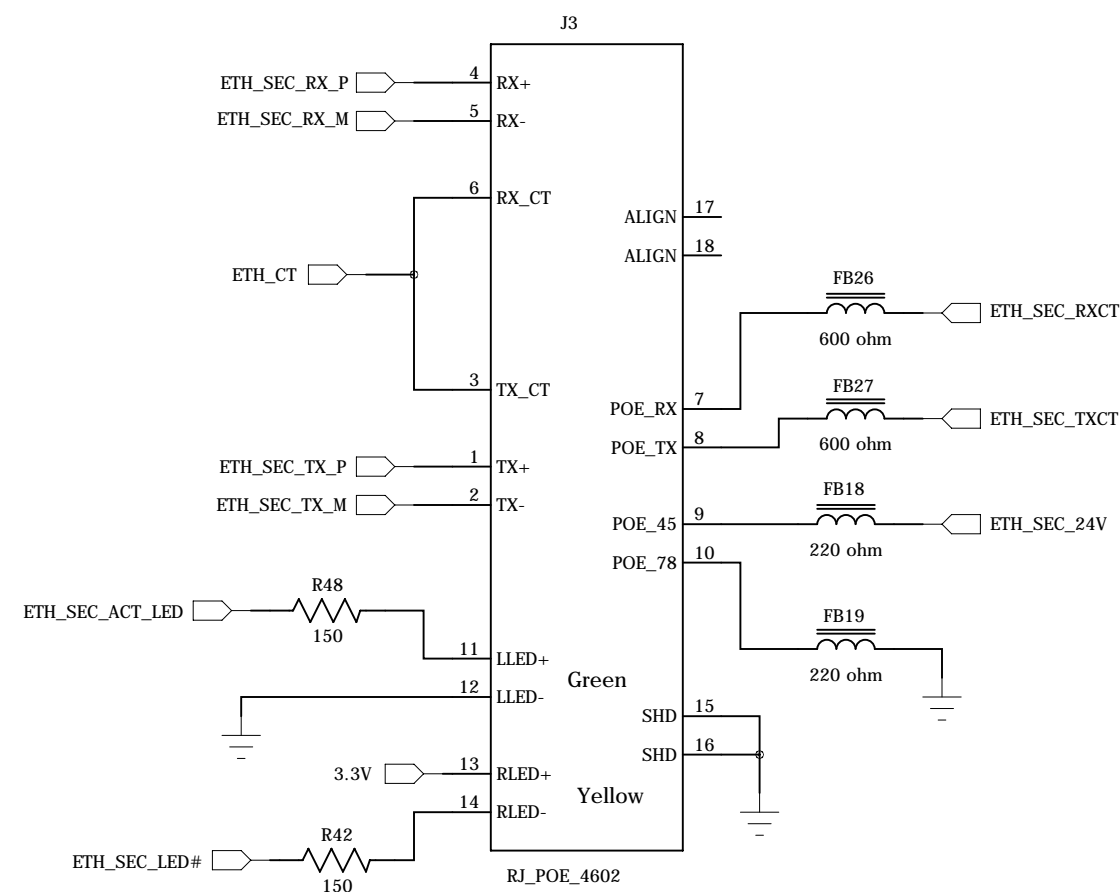 J3
ETH_SEC_RX_P 4 RX+
ETH_SEC_RX_M 5 RX-
6 RX_CT
ALIGN 17
ALIGN 18
ETH_CT
FB26
ETH_SEC_RXCT
600 ohm
3 TX_CT
FB27
POE_RX 7
ETH_SEC_TXCT
POE_TX 8
600 ohm
ETH_SEC_TX_P 1 TX+
ETH_SEC_TX_M 2 TX-
FB18
POE_45 9
ETH_SEC_24V
220 ohm
POE_78 10
R48
ETH_SEC_ACT_LED
150
FB19
220 ohm
11 LLED+
Green
12 LLED-
SHD 15
SHD 16
3.3V 13 RLED+
Yellow
14 RLED-
R42
ETH_SEC_LED#
150
RJ_POE_4602